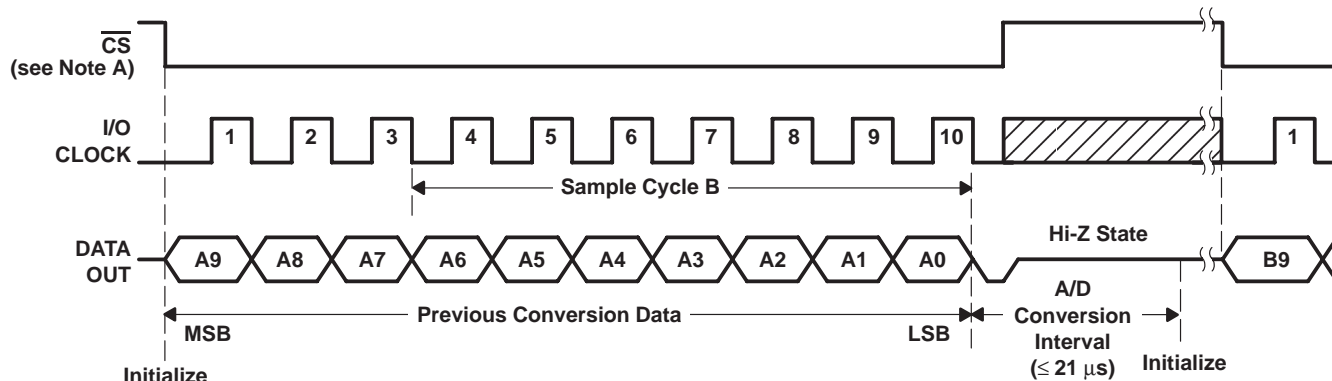 CS
(see Note A)
I/O
CLOCK
1 2 3 4 5 6 7 8 9 10 1
Sample Cycle B
DATA
OUT
A9 A8 A7 A6 A5 A4 A3 A2 A1 A0 Hi-Z State B9
Previous Conversion Data
MSB LSB
A/D
Conversion
Interval
(≤ 21 μs)
Initialize Initialize